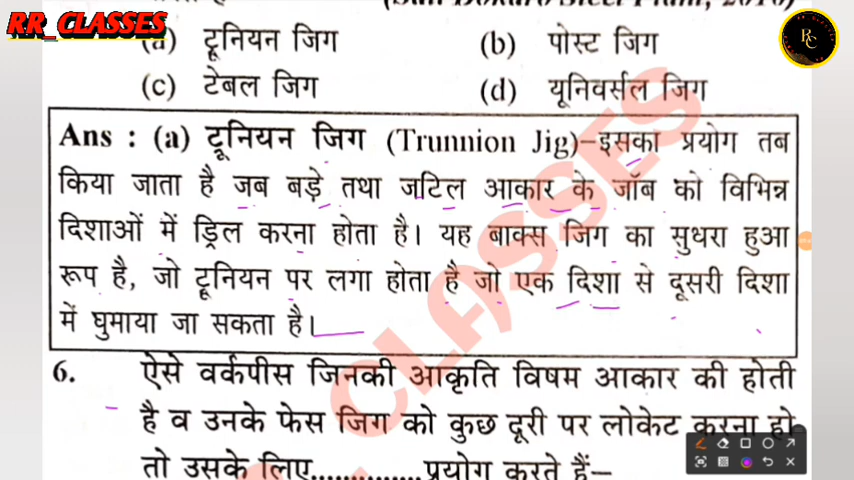 RR_CLASSES
RC
(a) ट्रूनियन जिग (b) पोस्ट जिग
(c) टेबल जिग (d) यूनिवर्सल जिग
Ans : (a) ट्रूनियन जिग (Trunnion Jig)–इसका प्रयोग तब
किया जाता है जब बड़े तथा जटिल आकार के जॉब को विभिन्न
दिशाओं में ड्रिल करना होता है। यह बाक्स जिग का सुधरा हुआ
रूप है, जो ट्रूनियन पर लगा होता है जो एक दिशा से दूसरी दिशा
में घुमाया जा सकता है।
6. ऐसे वर्कपीस जिनकी आकृति विषम आकार की होती
है व उनके फेस जिग को कुछ दूरी पर लोकेट करना हो
तो उसके लिए..............प्रयोग करते हैं–
CLASSES